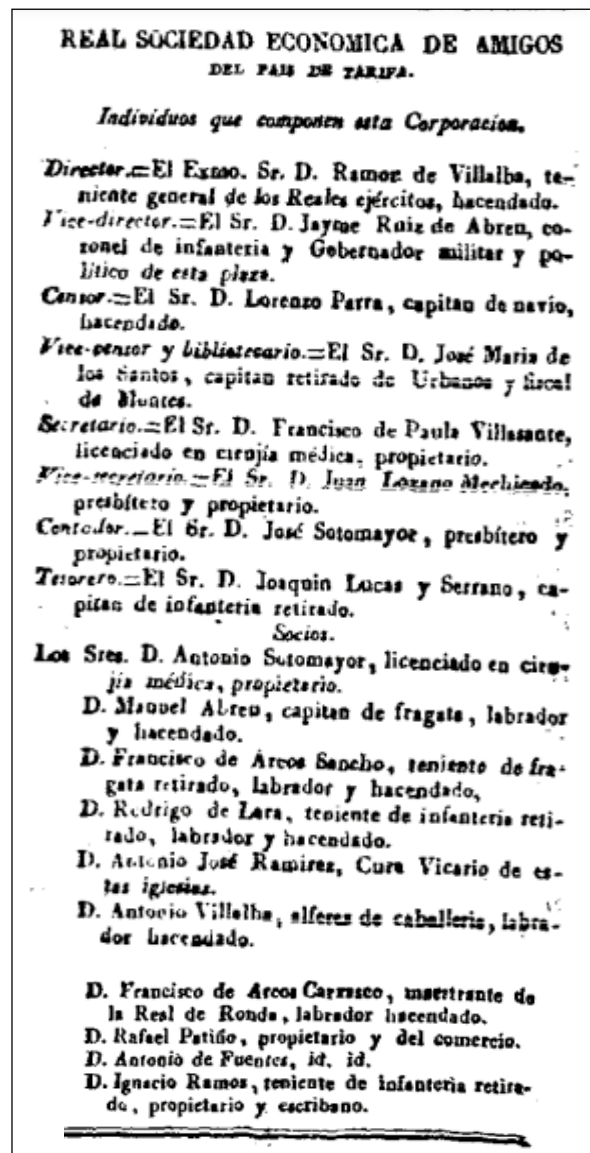 REAL SOCIEDAD ECONOMICA DE AMIGOS
DEL PAIS DE TARIFA.
Individuos que componen esta Corporacion.
Director.=El Exmo. Sr. D. Ramon de Villalba, te-
niente general de los Reales ejércitos, hacendado.
Vice-director.=El Sr. D. Jayme Ruiz de Abreu, co-
ronel de infanteria y Gobernador militar y po-
litico de esta plaza.
Censor.=El Sr. D. Lorenzo Parra, capitan de navío,
hacendado.
Vice-censor y bibliotecario.=El Sr. D. José Maria de
los Santos, capitan retirado de Urbanos y fiscal
de Montes.
Secretario.=El Sr. D. Francisco de Paula Villasante,
licenciado en cirojía médica, propietario.
Vice-secretario.=El Sr. D. Juan Lozano Mechicado,
presbítero y propietario.
Contador.=El Sr. D. José Sotomayor, presbítero y
propietario.
Tesorero.=El Sr. D. Joaquin Lucas y Serrano, ca-
pitan de infanteria retirado.
Socios.
Los Sres. D. Antonio Sotomayor, licenciado en ciru-
jía médica, propietario.
D. Manuel Abreu, capitan de fragata, labrador
y hacendado.
D. Francisco de Arcos Sancho, teniente de fra-
gata retirado, labrador y hacendado,
D. Rodrigo de Lara, teniente de infanteria reti-
rado, labrador y hacendado.
D. Antonio José Ramirez, Cura Vicario de es-
tas iglesias.
D. Antonio Villalba, alferes de caballeria, labra-
dor hacendado.
D. Francisco de Arcos Carrasco, maestrante de
la Real de Ronda, labrador hacendado.
D. Rafael Patiño, propietario y del comercio.
D. Antonio de Fuentes, id. id.
D. Ignacio Ramos, teniente de infanteria retira-
do, propietario y escribano.